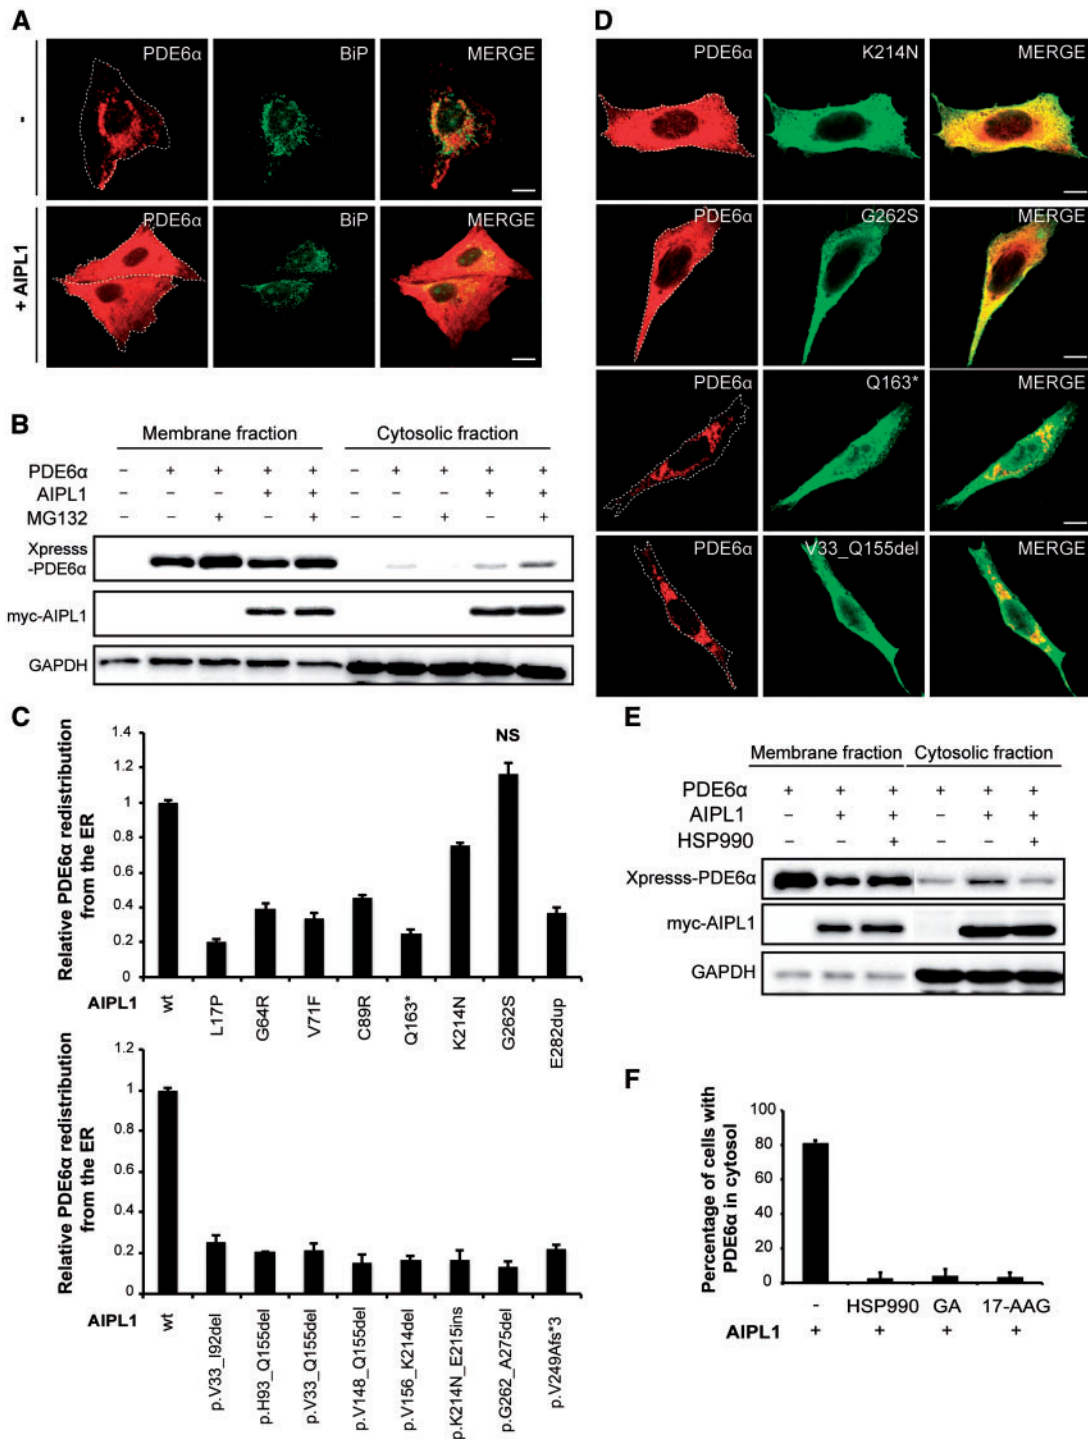 A
PDE6α BiP MERGE
-
PDE6α BiP MERGE
+ AIPL1
B
Membrane fraction Cytosolic fraction
PDE6α – + + + + – + + + +
AIPL1 – – – + + – – – + +
MG132 – – + – + – – + – +
Xpresss
-PDE6α
myc-AIPL1
GAPDH
C
Relative PDE6α redistribution
from the ER
1.4
1.2
1
0.8
0.6
0.4
0.2
0
NS
AIPL1 wt L17P G64R V71F C89R Q163* K214N G262S E282dup
Relative PDE6α redistribution
from the ER
1.2
1
0.8
0.6
0.4
0.2
0
AIPL1 wt p.V33_I92del p.H93_Q155del p.V33_Q155del p.V148_Q155del p.V156_K214del p.K214N_E215ins p.G262_A275del p.V249Afs*3
D
PDE6α K214N MERGE
PDE6α G262S MERGE
PDE6α Q163* MERGE
PDE6α V33_Q155del MERGE
E
Membrane fraction Cytosolic fraction
PDE6α + + + + + +
AIPL1 – + + – + +
HSP990 – – + – – +
Xpresss-PDE6α
myc-AIPL1
GAPDH
F
Percentage of cells with
PDE6α in cytosol
100
80
60
40
20
0
- HSP990 GA 17-AAG
AIPL1 + + + +